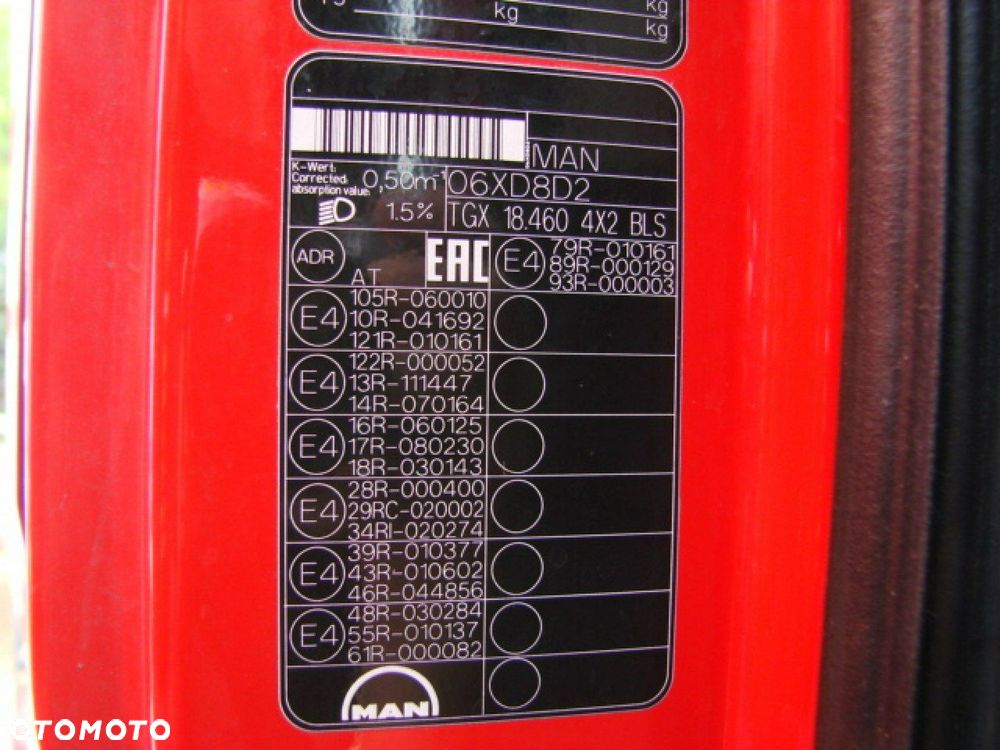 kg
kg
kg
MAN
K-Wert:
Corrected
absorption value:
0,50m⁻¹
06XD8D2
1.5%
TGX 18.460 4X2 BLS
ADR
AT
EAC
E4
79R-010161
89R-000129
93R-000003
E4
105R-060010
10R-041692
121R-010161
E4
122R-000052
13R-111447
14R-070164
E4
16R-060125
17R-080230
18R-030143
E4
28R-000400
29RC-020002
34RI-020274
E4
39R-010377
43R-010602
46R-044856
E4
48R-030284
55R-010137
61R-000082
MAN
OTOMOTO